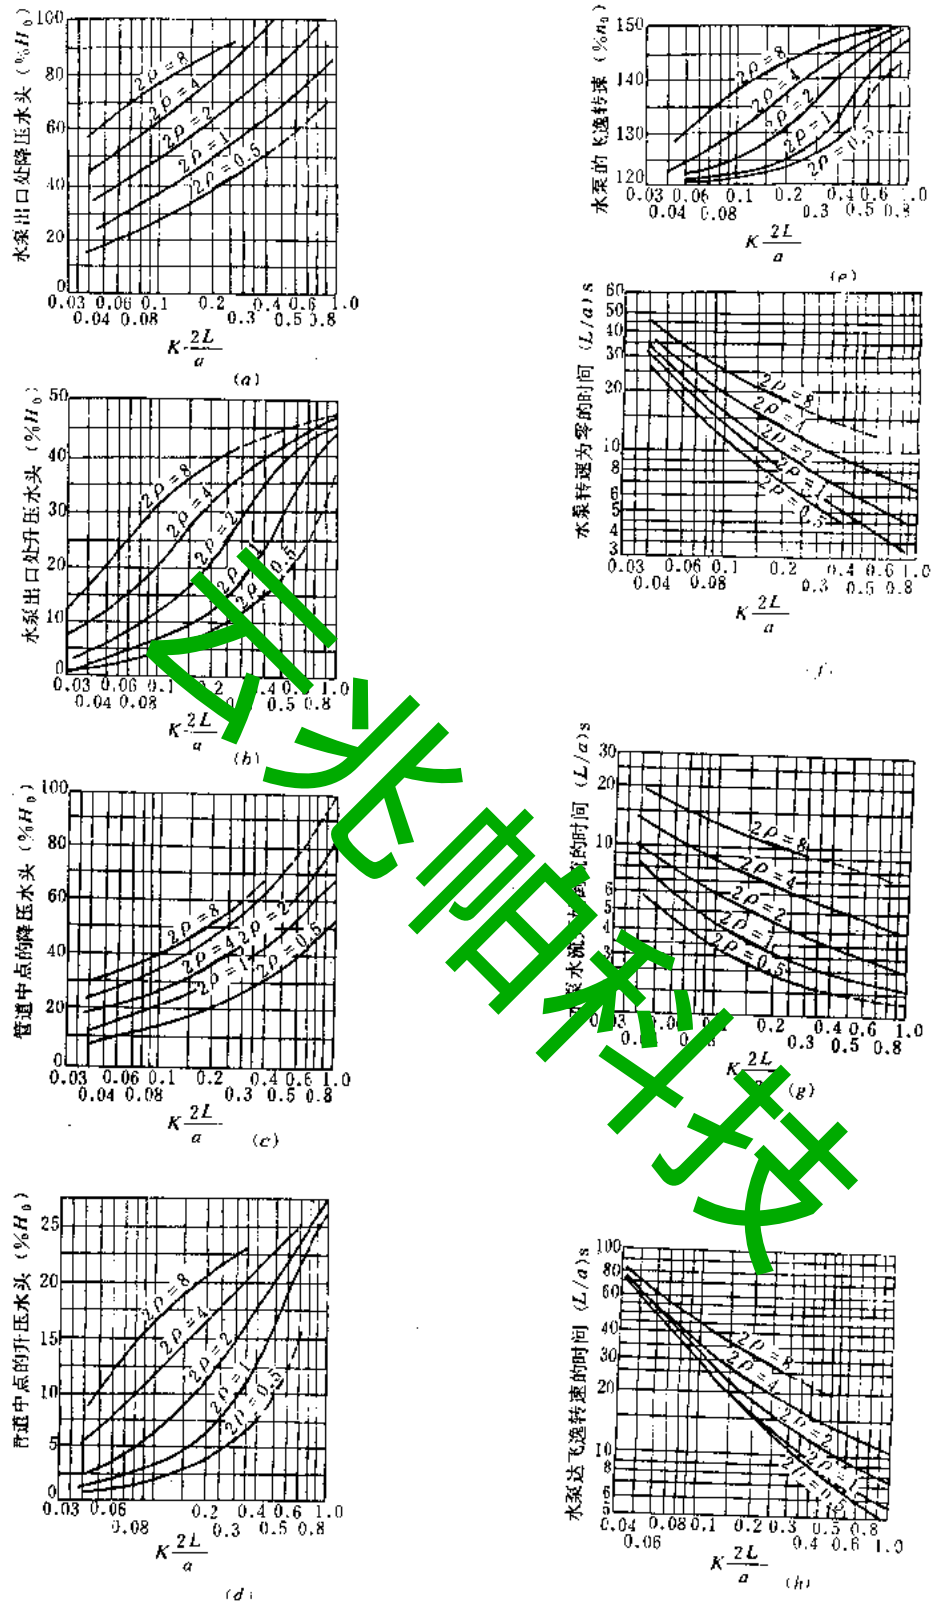 水泵出口处降压水头（%H₀）
100
80
60
40
20
0
2ρ=8
2ρ=4
2ρ=2
2ρ=1
2ρ=0.5
0.03 0.06 0.1 0.2 0.4 0.6 1.0
0.04 0.08 0.3 0.5 0.8
K 2L/a
(a)
水泵出口处升压水头（%H₀）
50
40
30
20
10
0
2ρ=8
2ρ=4
2ρ=2
0.5
0.03 0.06 0.1 0.4 0.6 1.0
0.04 0.08 0.5 0.8
K 2L/a
(b)
管道中点的降压水头（%H₀）
100
80
60
40
20
0
2ρ=8
2ρ=4
2ρ=2
2ρ=1
2ρ=0.5
0.03 0.06 0.1 0.2 0.4 0.6 1.0
0.04 0.08 0.3 0.5 0.8
K 2L/a
(c)
管道中点的升压水头（%H₀）
25
20
15
10
5
0
2ρ=8
2ρ=4
2ρ=2
2ρ=1
2ρ=0.5
0.03 0.06 0.2 0.4 0.6 1.0
0.08 0.3 0.5 0.8
K 2L/a
(d)
水泵的飞逸转速（%n₀）
150
140
130
120
2ρ=8
2ρ=4
2ρ=2
2ρ=1
2ρ=0.5
0.03 0.06 0.1 0.2 0.4 0.6 1.0
0.04 0.08 0.3 0.5 0.8
K 2L/a
(e)
水泵转速为零的时间（L/a）s
60
50
40
30
20
10
8
6
5
4
3
2ρ=8
2ρ=2
2ρ=1
2ρ=0.5
0.03 0.06 0.1 0.2 0.4 0.6 1.0
0.04 0.08 0.3 0.5 0.8
K 2L/a
(f)
的时间（L/a）s
30
20
10
6
5
4
3
2ρ=8
2ρ=4
2ρ=2
2ρ=1
2ρ=0.5
0.2 0.4 0.6 1.0
0.3 0.5 0.8
K 2L
(g)
水泵达飞逸转速的时间（L/a）s
100
80
60
40
30
20
10
8
6
5
2ρ=8
2ρ=4
2ρ=2
2ρ=1
2ρ=0.5
0.04 0.08 0.1 0.2 0.3 0.5 0.8
0.06 0.4 0.6 1.0
K 2L/a
(h)
云兆帕科技